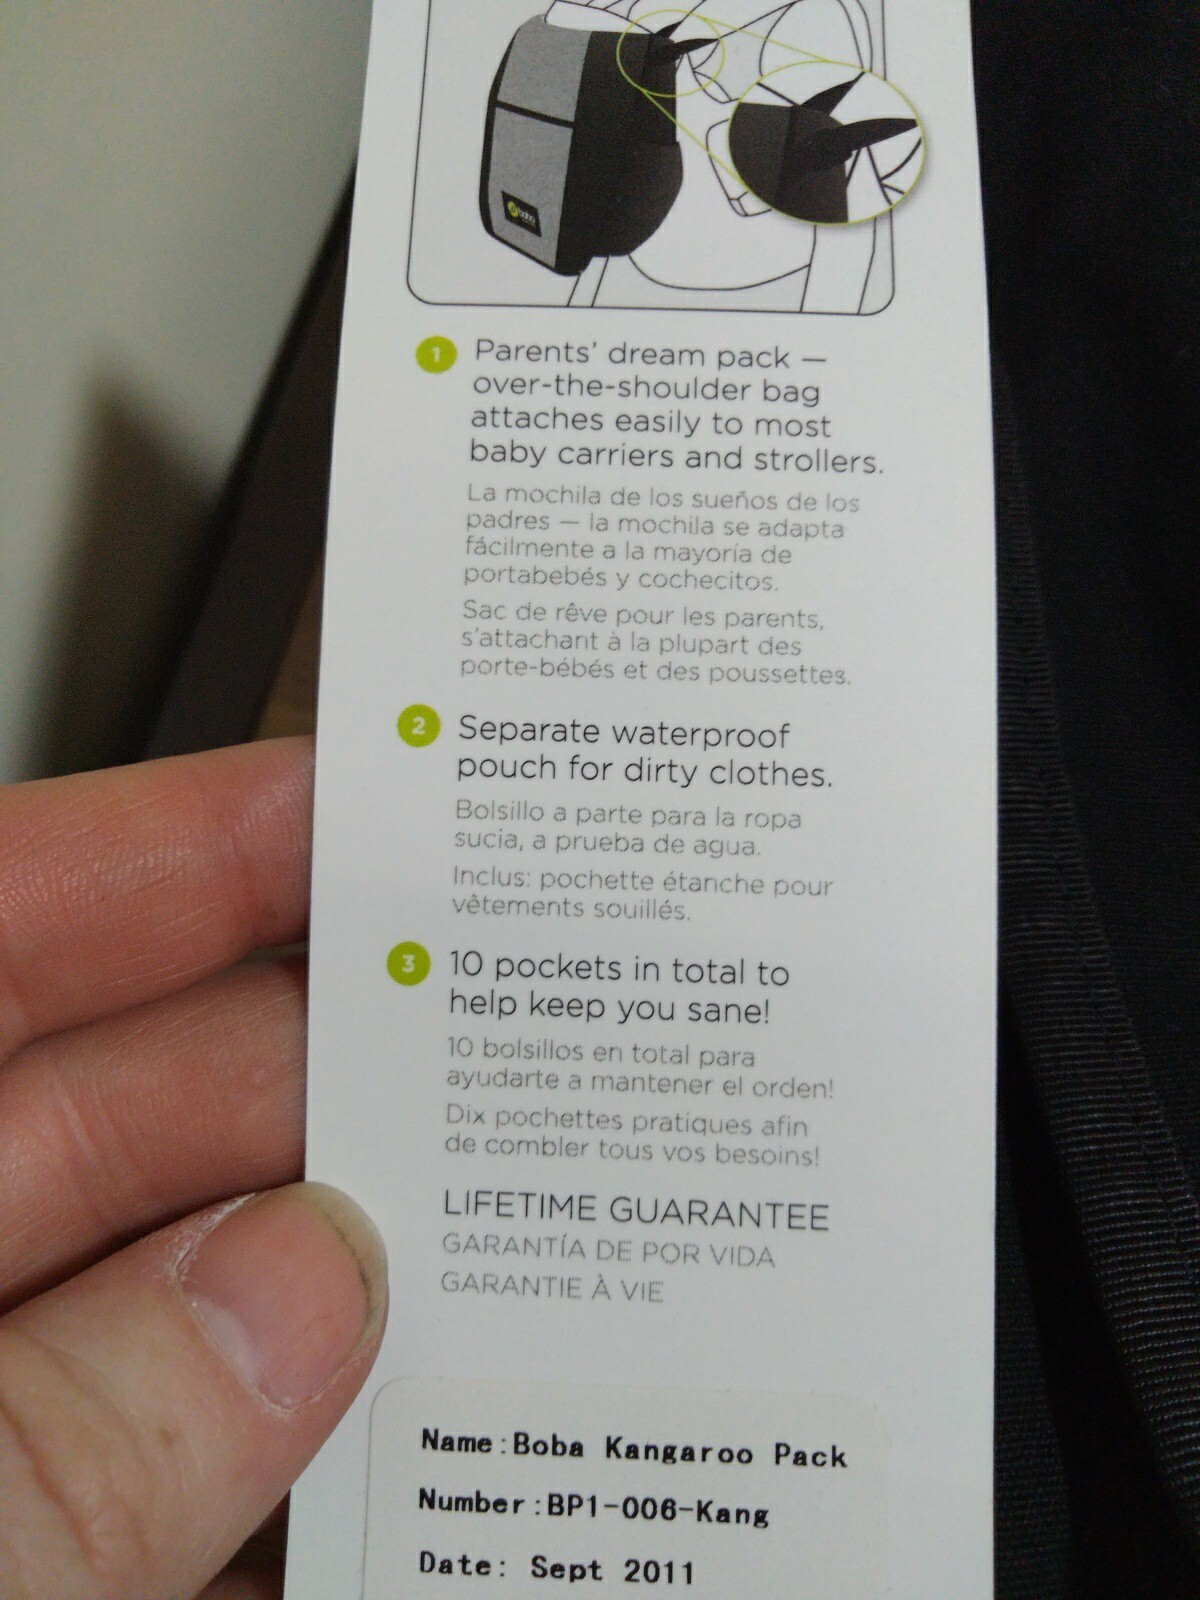 boba
1 Parents' dream pack —
over-the-shoulder bag
attaches easily to most
baby carriers and strollers.
La mochila de los sueños de los
padres — la mochila se adapta
fácilmente a la mayoría de
portabebés y cochecitos.
Sac de rêve pour les parents,
s'attachant à la plupart des
porte-bébés et des poussettes.
2 Separate waterproof
pouch for dirty clothes.
Bolsillo a parte para la ropa
sucia, a prueba de agua.
Inclus: pochette étanche pour
vêtements souillés.
3 10 pockets in total to
help keep you sane!
10 bolsillos en total para
ayudarte a mantener el orden!
Dix pochettes pratiques afin
de combler tous vos besoins!
LIFETIME GUARANTEE
GARANTÍA DE POR VIDA
GARANTIE À VIE
Name:Boba Kangaroo Pack
Number:BP1-006-Kang
Date: Sept 2011